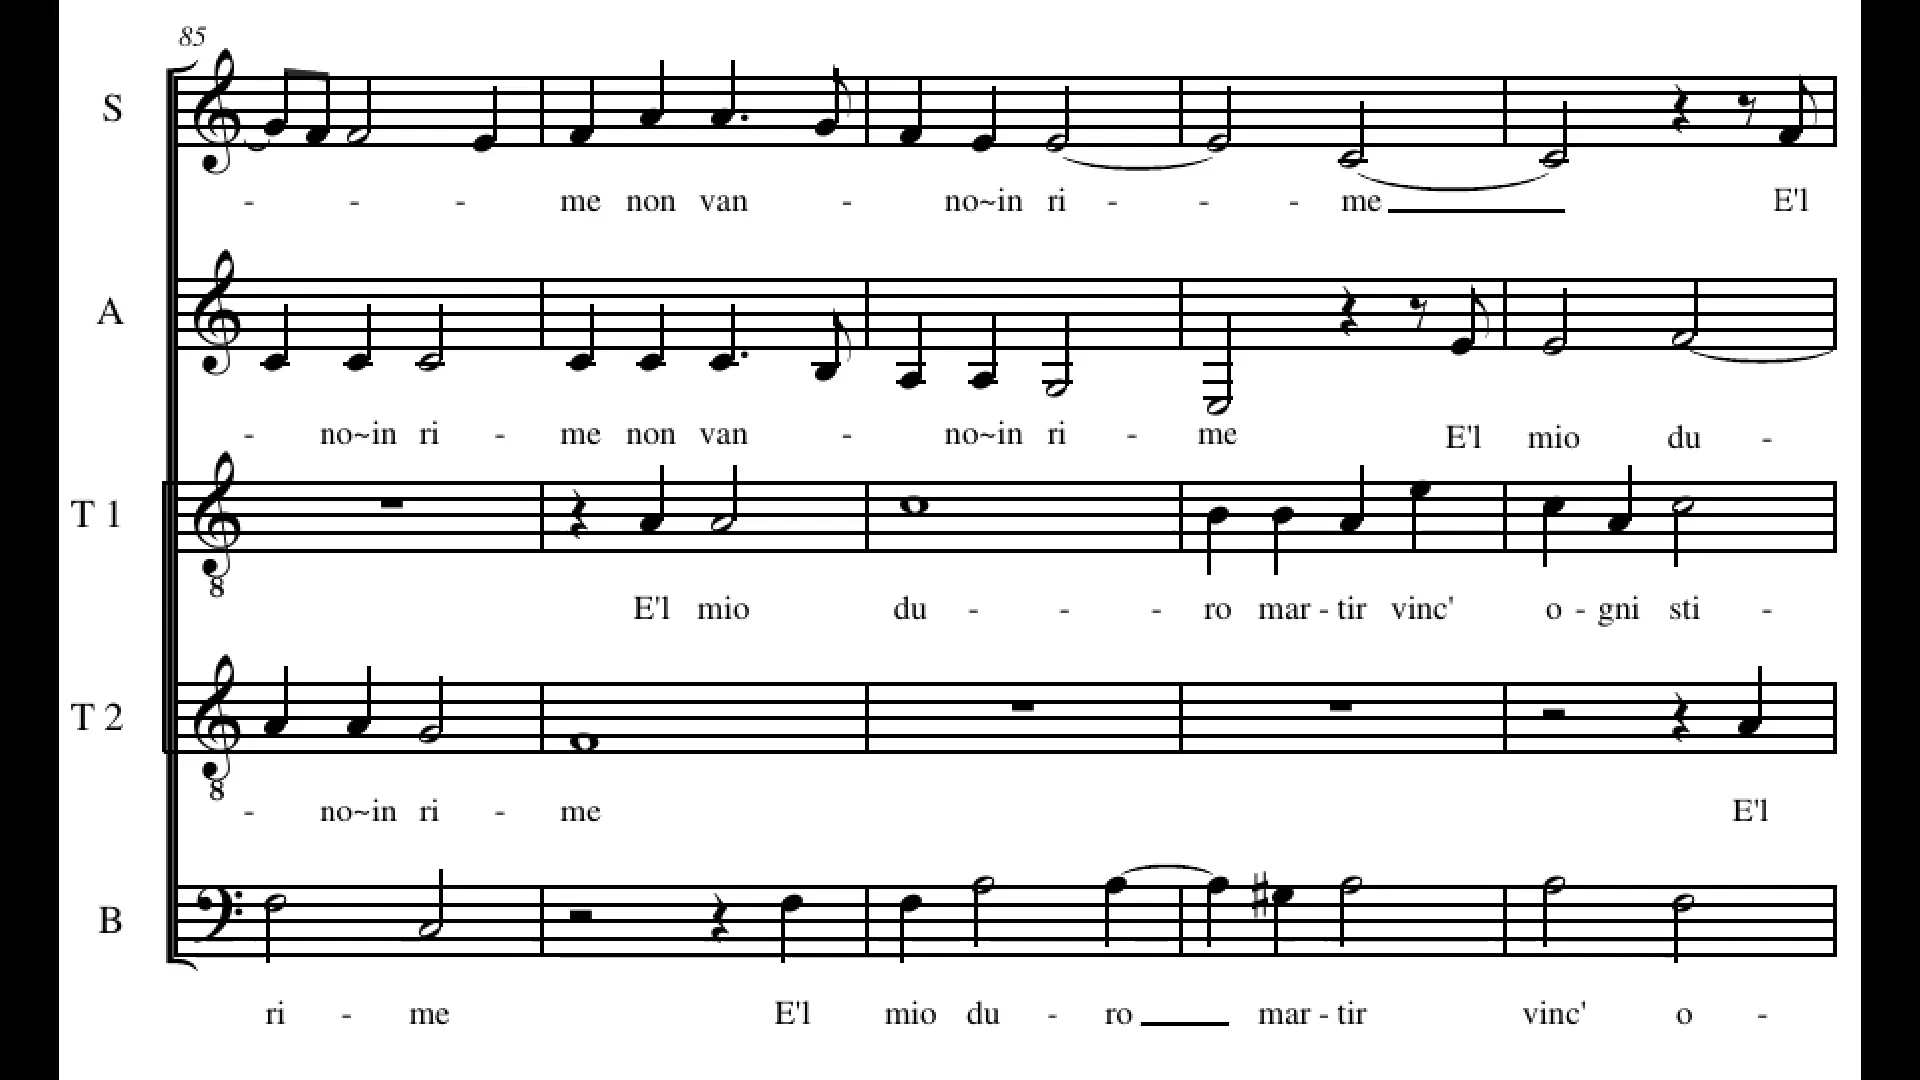 85
S
- - - me non van - no~in ri - - - me E'l
A
- no~in ri - me non van - no~in ri - me E'l mio du -
T 1
8
E'l mio du - - - ro mar - tir vinc' o - gni sti -
T 2
8
- no~in ri - me E'l
B
ri - me E'l mio du - ro mar - tir vinc' o -